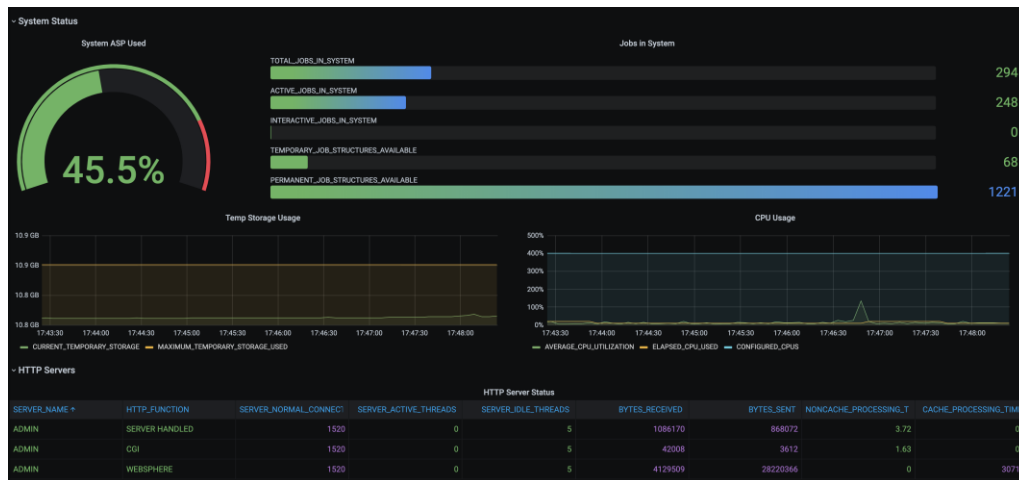 System Status
System ASP Used
45.5%
Jobs in System
TOTAL_JOBS_IN_SYSTEM
294
ACTIVE_JOBS_IN_SYSTEM
248
INTERACTIVE_JOBS_IN_SYSTEM
0
TEMPORARY_JOB_STRUCTURES_AVAILABLE
68
PERMANENT_JOB_STRUCTURES_AVAILABLE
1221
Temp Storage Usage
10.9 GB
10.9 GB
10.8 GB
10.8 GB
17:43:30 17:44:00 17:44:30 17:45:00 17:45:30 17:46:00 17:46:30 17:47:00 17:47:30 17:48:00
CURRENT_TEMPORARY_STORAGE MAXIMUM_TEMPORARY_STORAGE_USED
CPU Usage
500%
400%
300%
200%
100%
0%
17:43:30 17:44:00 17:44:30 17:45:00 17:45:30 17:46:00 17:46:30 17:47:00 17:47:30 17:48:00
AVERAGE_CPU_UTILIZATION ELAPSED_CPU_USED CONFIGURED_CPUS
HTTP Servers
HTTP Server Status
SERVER_NAME ↑ HTTP_FUNCTION SERVER_NORMAL_CONNECT SERVER_ACTIVE_THREADS SERVER_IDLE_THREADS BYTES_RECEIVED BYTES_SENT NONCACHE_PROCESSING_T CACHE_PROCESSING_TIM
ADMIN SERVER HANDLED 1520 0 5 1086170 868072 3.72 0
ADMIN CGI 1520 0 5 42008 3612 1.63 0
ADMIN WEBSPHERE 1520 0 5 4129509 28220366 0 3071